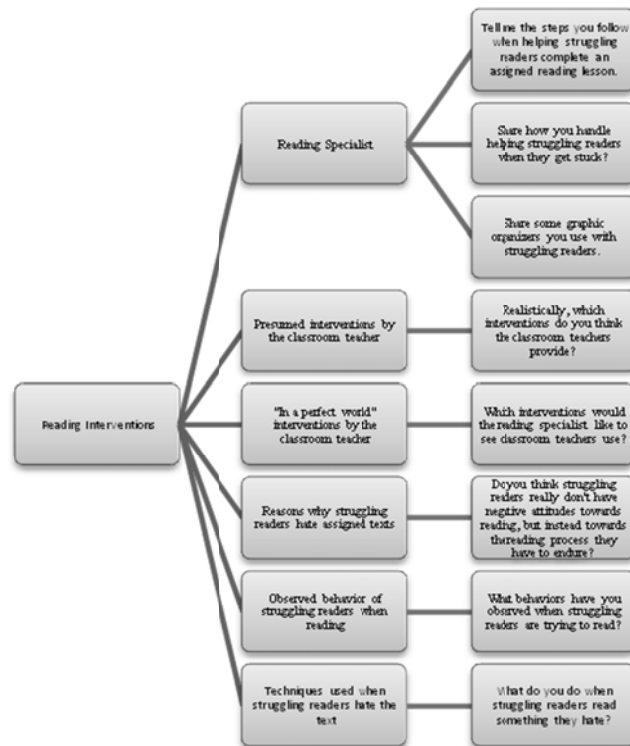 Tell me the steps you follow
when helping struggling
readers complete an
assigned reading lesson.
Reading Specialist
Share how you handle
helping struggling readers
when they get stuck?
Share some graphic
organizers you use with
struggling readers.
Presumed interventions by
the classroom teacher
Realistically, which
interventions do you think
the classroom teachers
provide?
Reading Interventions
"In a perfect world"
interventions by the
classroom teacher
Which interventions would
the reading specialist like to
see classroom teachers use?
Reasons why struggling
readers hate assigned texts
Do you think struggling
readers really don't have
negative attitudes towards
reading, but instead towards
the reading process they
have to endure?
Observed behavior of
struggling readers when
reading
What behaviors have you
observed when struggling
readers are trying to read?
Techniques used when
struggling readers hate the
text
What do you do when
struggling readers read
something they hate?